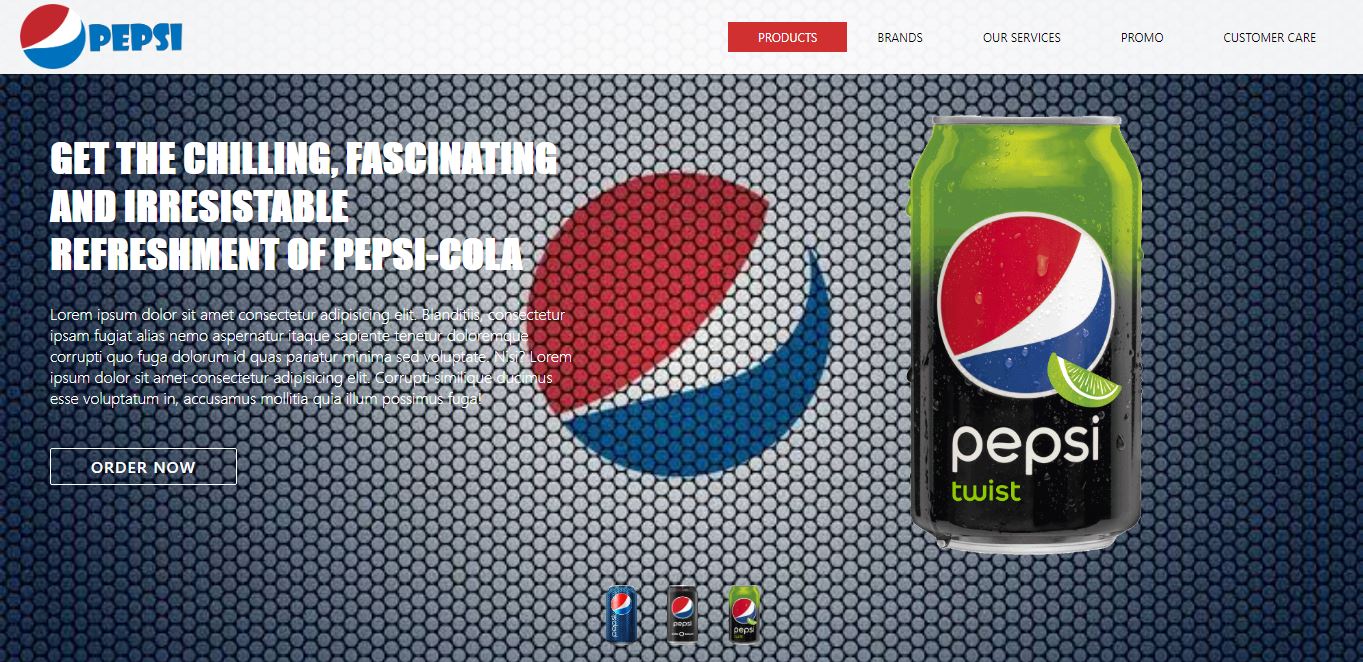 PEPSI
PRODUCTS
BRANDS
OUR SERVICES
PROMO
CUSTOMER CARE
GET THE CHILLING, FASCINATING
AND IRRESISTABLE
REFRESHMENT OF PEPSI-COLA
Lorem ipsum dolor sit amet consectetur adipisicing elit. Blanditiis, consectetur
ipsam fugiat alias nemo aspernatur itaque sapiente tenetur doloremque
corrupti quo fuga dolorum id quas pariatur minima sed voluptate. Nisi? Lorem
ipsum dolor sit amet consectetur adipisicing elit. Corrupti similique ducimus
esse voluptatum in, accusamus mollitia quia illum possimus fuga!
ORDER NOW
pepsi
twist
pepsi
pepsi
pepsi